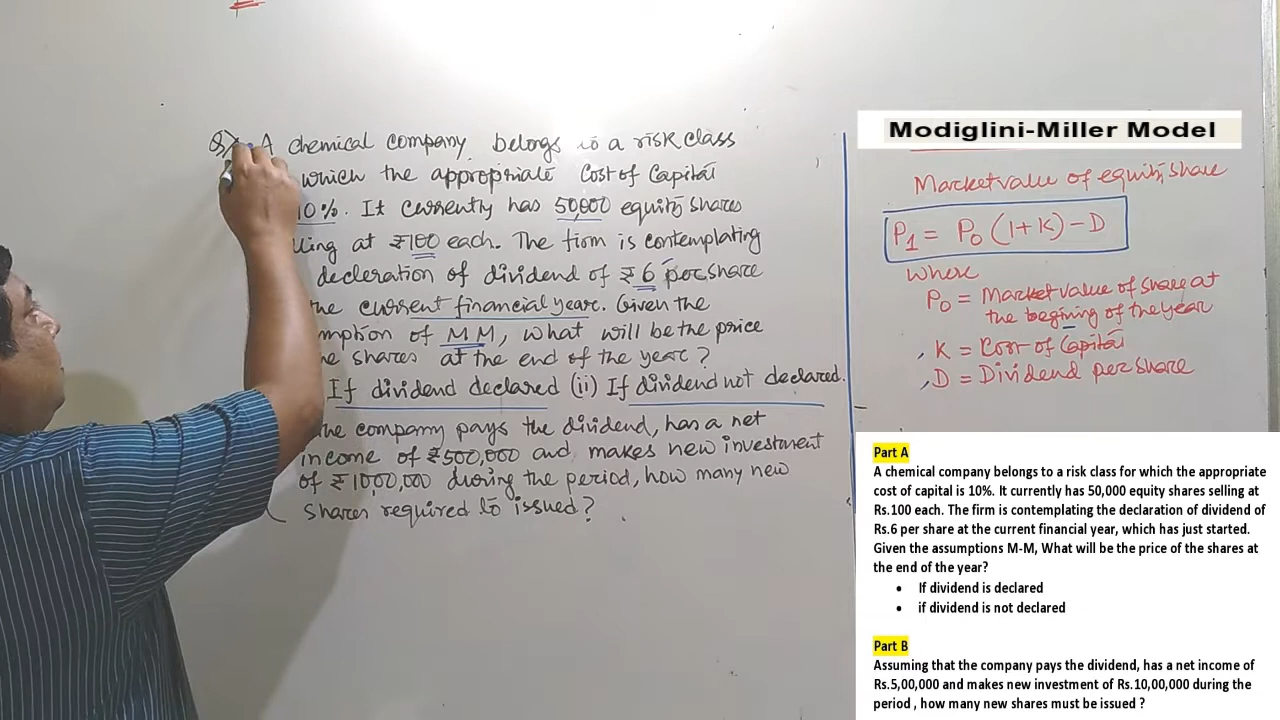 Q) A chemical company belongs to a risk class
which the appropriate Cost of Capital
10%. It currently has 50,000 equity shares
ling at ₹100 each. The firm is contemplating
decleration of dividend of ₹ 6 per share
he current financial year. Given the
mption of MM, what will be the price
he shares at the end of the year?
If dividend declared (ii) If dividend not declared.
the company pays the dividend, has a net
income of ₹500,000 and makes new investment
of ₹ 10,00,000 during the period, how many new
shares required to issued?
Modiglini-Miller Model
Market value of equity share
P₁ = P₀ (1+K) - D
where
P₀ = Market value of share at
the begining of the year
, K = Cost of Capital
, D = Dividend per share
Part A
A chemical company belongs to a risk class for which the appropriate
cost of capital is 10%. It currently has 50,000 equity shares selling at
Rs.100 each. The firm is contemplating the declaration of dividend of
Rs.6 per share at the current financial year, which has just started.
Given the assumptions M-M, What will be the price of the shares at
the end of the year?
• If dividend is declared
• if dividend is not declared
Part B
Assuming that the company pays the dividend, has a net income of
Rs.5,00,000 and makes new investment of Rs.10,00,000 during the
period , how many new shares must be issued ?